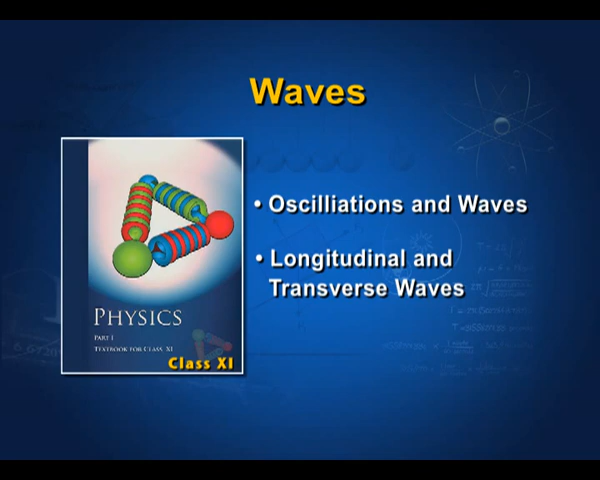 Waves
• Oscilliations and Waves
• Longitudinal and
Transverse Waves
PHYSICS
PART I
TEXTBOOK FOR CLASS XI
Class XI